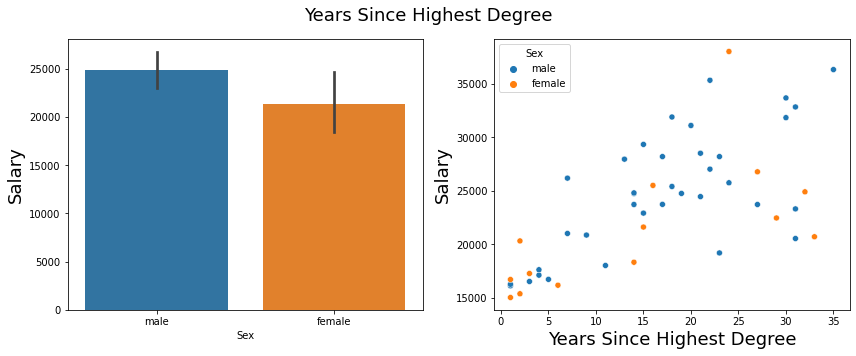 Years Since Highest Degree
Salary
25000
20000
15000
10000
5000
0
male
female
Sex
Salary
35000
30000
25000
20000
15000
Sex
male
female
0
5
10
15
20
25
30
35
Years Since Highest Degree